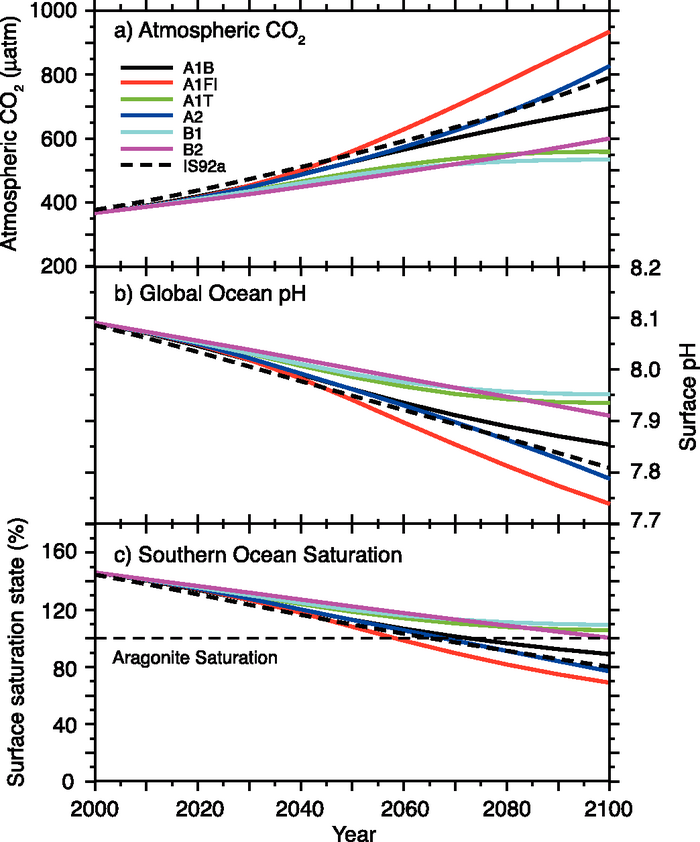 a) Atmospheric CO2
Atmospheric CO2 (µatm)
1000
800
600
400
200
A1B
A1FI
A1T
A2
B1
B2
IS92a
b) Global Ocean pH
Surface pH
8.2
8.1
8.0
7.9
7.8
7.7
c) Southern Ocean Saturation
Surface saturation state (%)
160
120
80
40
0
Aragonite Saturation
2000 2020 2040 2060 2080 2100
Year